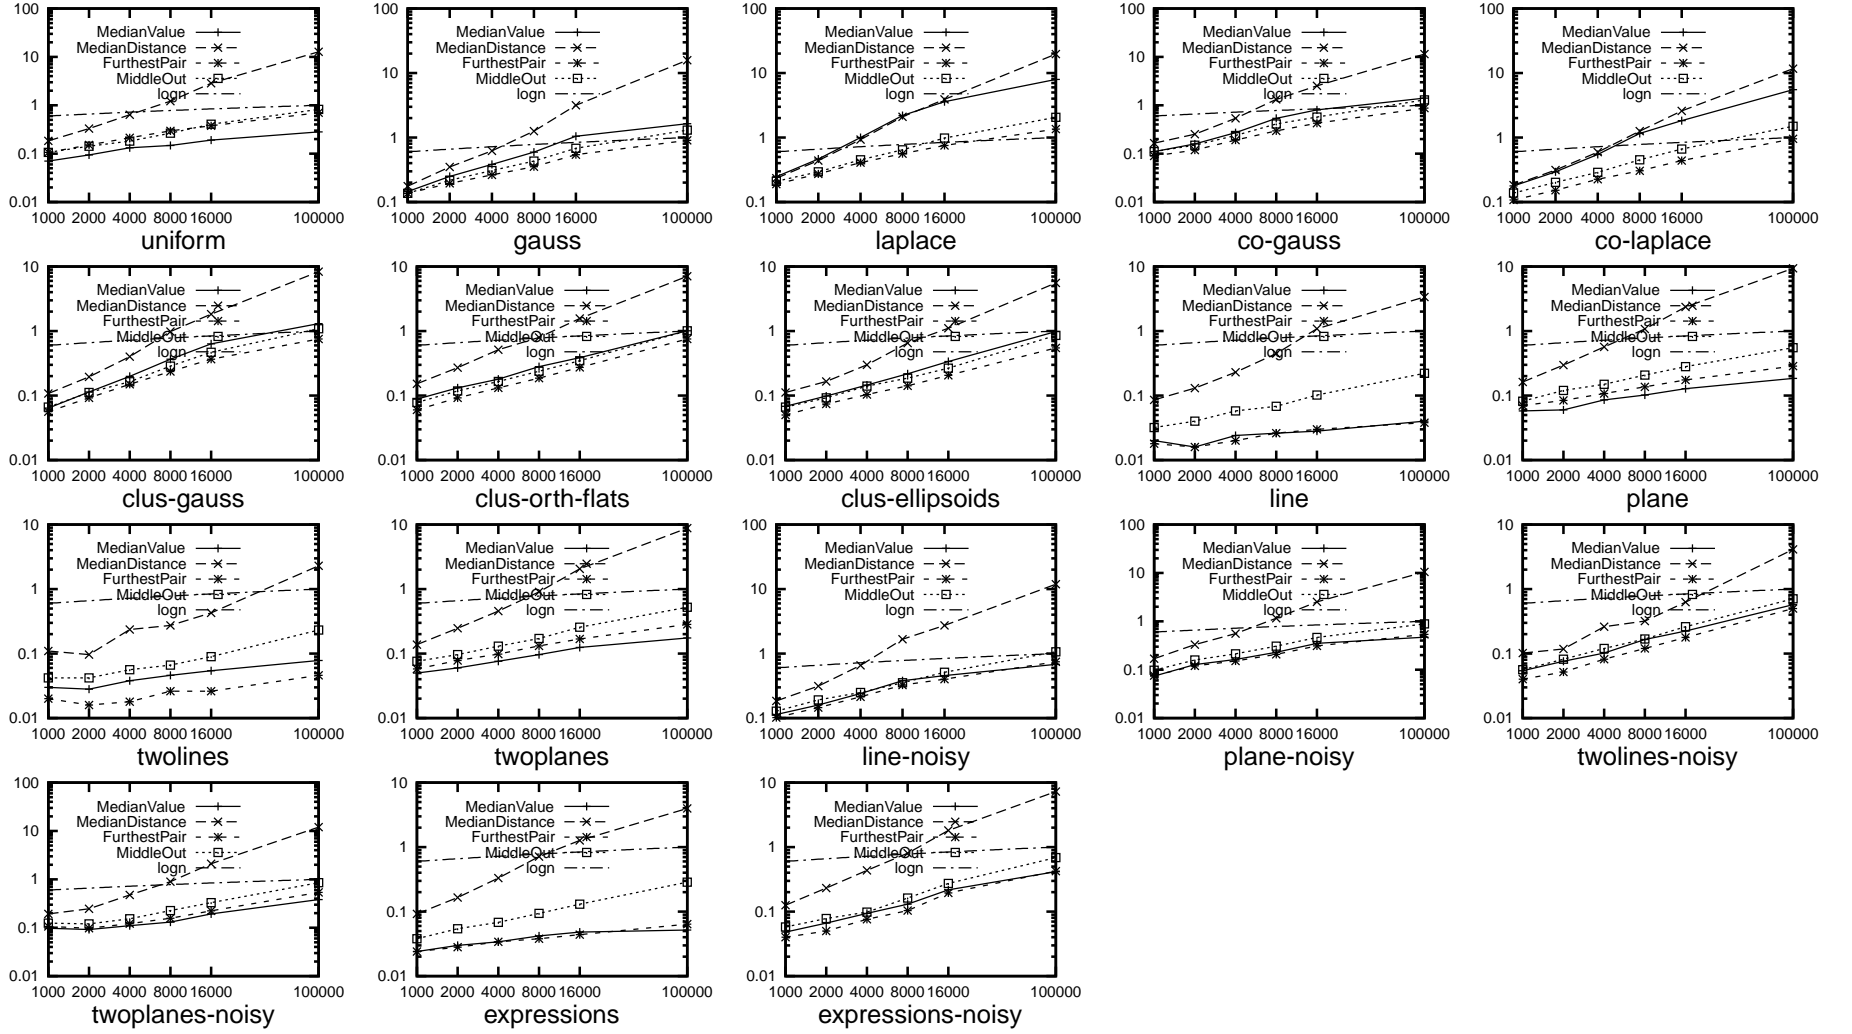 100
10
1
0.1
0.01
MedianValue
MedianDistance
FurthestPair
MiddleOut
logn
1000 2000 4000 8000 16000 100000
uniform
100
10
1
0.1
MedianValue
MedianDistance
FurthestPair
MiddleOut
logn
1000 2000 4000 8000 16000 100000
gauss
100
10
1
0.1
MedianValue
MedianDistance
FurthestPair
MiddleOut
logn
1000 2000 4000 8000 16000 100000
laplace
100
10
1
0.1
0.01
MedianValue
MedianDistance
FurthestPair
MiddleOut
logn
1000 2000 4000 8000 16000 100000
co-gauss
100
10
1
0.1
MedianValue
MedianDistance
FurthestPair
MiddleOut
logn
1000 2000 4000 8000 16000 100000
co-laplace
10
1
0.1
0.01
MedianValue
MedianDistance
FurthestPair
MiddleOut
logn
1000 2000 4000 8000 16000 100000
clus-gauss
10
1
0.1
0.01
MedianValue
MedianDistance
FurthestPair
MiddleOut
logn
1000 2000 4000 8000 16000 100000
clus-orth-flats
10
1
0.1
0.01
MedianValue
MedianDistance
FurthestPair
MiddleOut
logn
1000 2000 4000 8000 16000 100000
clus-ellipsoids
10
1
0.1
0.01
MedianValue
MedianDistance
FurthestPair
MiddleOut
logn
1000 2000 4000 8000 16000 100000
line
10
1
0.1
0.01
MedianValue
MedianDistance
FurthestPair
MiddleOut
logn
1000 2000 4000 8000 16000 100000
plane
10
1
0.1
0.01
MedianValue
MedianDistance
FurthestPair
MiddleOut
logn
1000 2000 4000 8000 16000 100000
twolines
10
1
0.1
0.01
MedianValue
MedianDistance
FurthestPair
MiddleOut
logn
1000 2000 4000 8000 16000 100000
twoplanes
100
10
1
0.1
MedianValue
MedianDistance
FurthestPair
MiddleOut
logn
1000 2000 4000 8000 16000 100000
line-noisy
100
10
1
0.1
0.01
MedianValue
MedianDistance
FurthestPair
MiddleOut
logn
1000 2000 4000 8000 16000 100000
plane-noisy
10
1
0.1
0.01
MedianValue
MedianDistance
FurthestPair
MiddleOut
logn
1000 2000 4000 8000 16000 100000
twolines-noisy
100
10
1
0.1
0.01
MedianValue
MedianDistance
FurthestPair
MiddleOut
logn
1000 2000 4000 8000 16000 100000
twoplanes-noisy
10
1
0.1
0.01
MedianValue
MedianDistance
FurthestPair
MiddleOut
logn
1000 2000 4000 8000 16000 100000
expressions
10
1
0.1
0.01
MedianValue
MedianDistance
FurthestPair
MiddleOut
logn
1000 2000 4000 8000 16000 100000
expressions-noisy